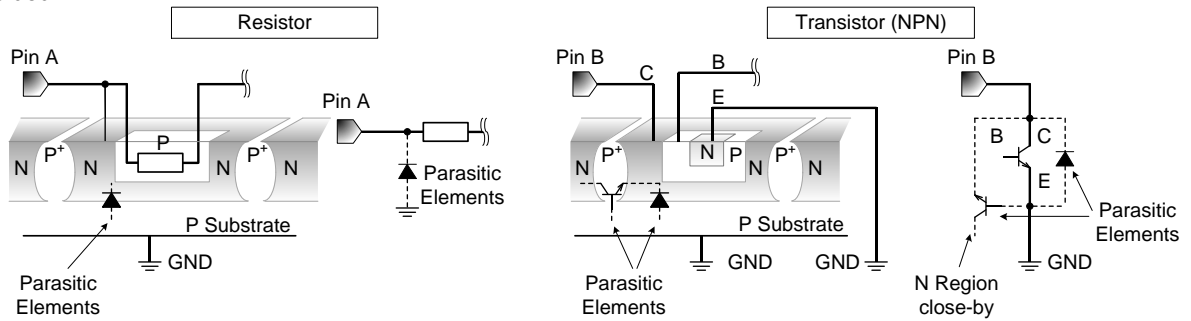 Resistor
Transistor (NPN)
Pin A
Pin B
C
B
E
Pin B
Pin A
N
P⁺
N
P
N
P⁺
N
Parasitic
Elements
N
P⁺
N
N
P
N
P⁺
N
B
C
E
P Substrate
GND
Parasitic
Elements
P Substrate
GND
GND
Parasitic
Elements
Parasitic
Elements
GND
N Region
close-by